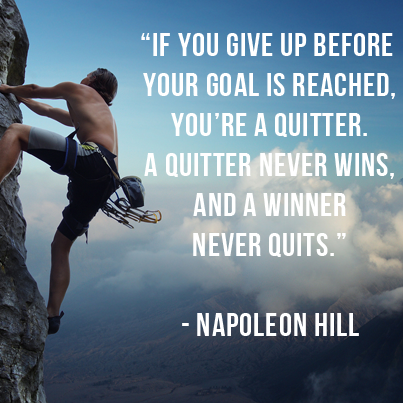 “IF YOU GIVE UP BEFORE
YOUR GOAL IS REACHED,
YOU’RE A QUITTER.
A QUITTER NEVER WINS,
AND A WINNER
NEVER QUITS.”
- NAPOLEON HILL